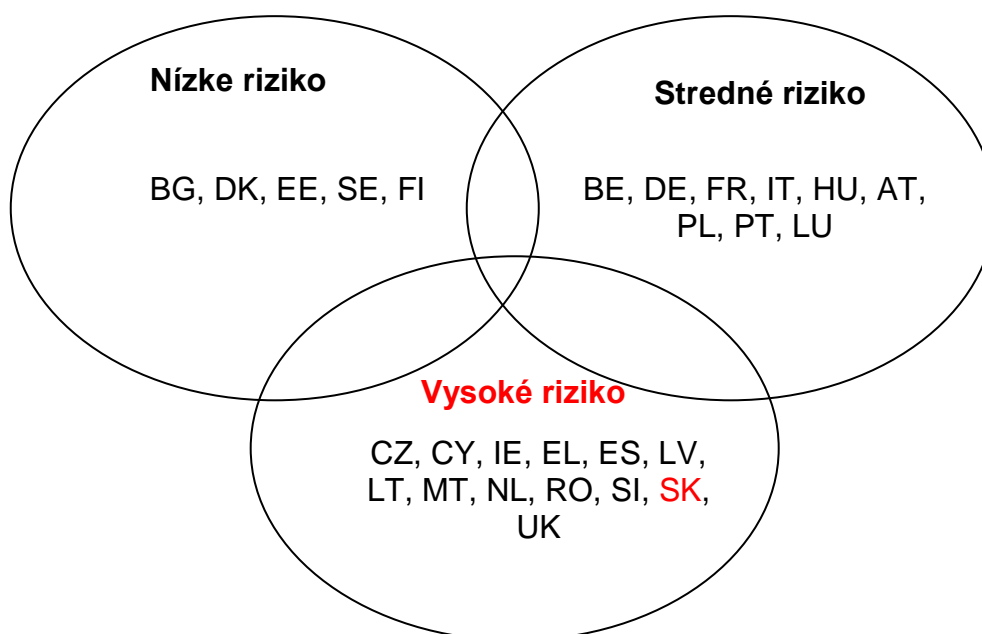 Nízke riziko
BG, DK, EE, SE, FI
Stredné riziko
BE, DE, FR, IT, HU, AT,
PL, PT, LU
Vysoké riziko
CZ, CY, IE, EL, ES, LV,
LT, MT, NL, RO, SI, SK,
UK